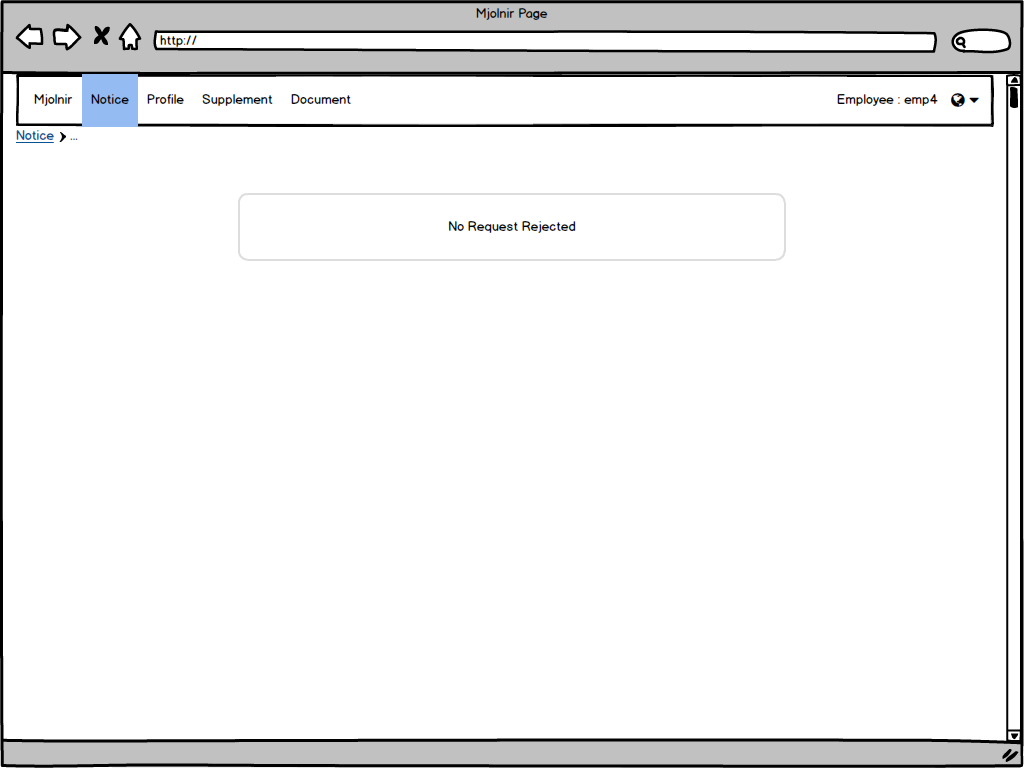 Mjolnir Page
http://
Mjolnir Notice Profile Supplement Document Employee : emp4
Notice ...
No Request Rejected